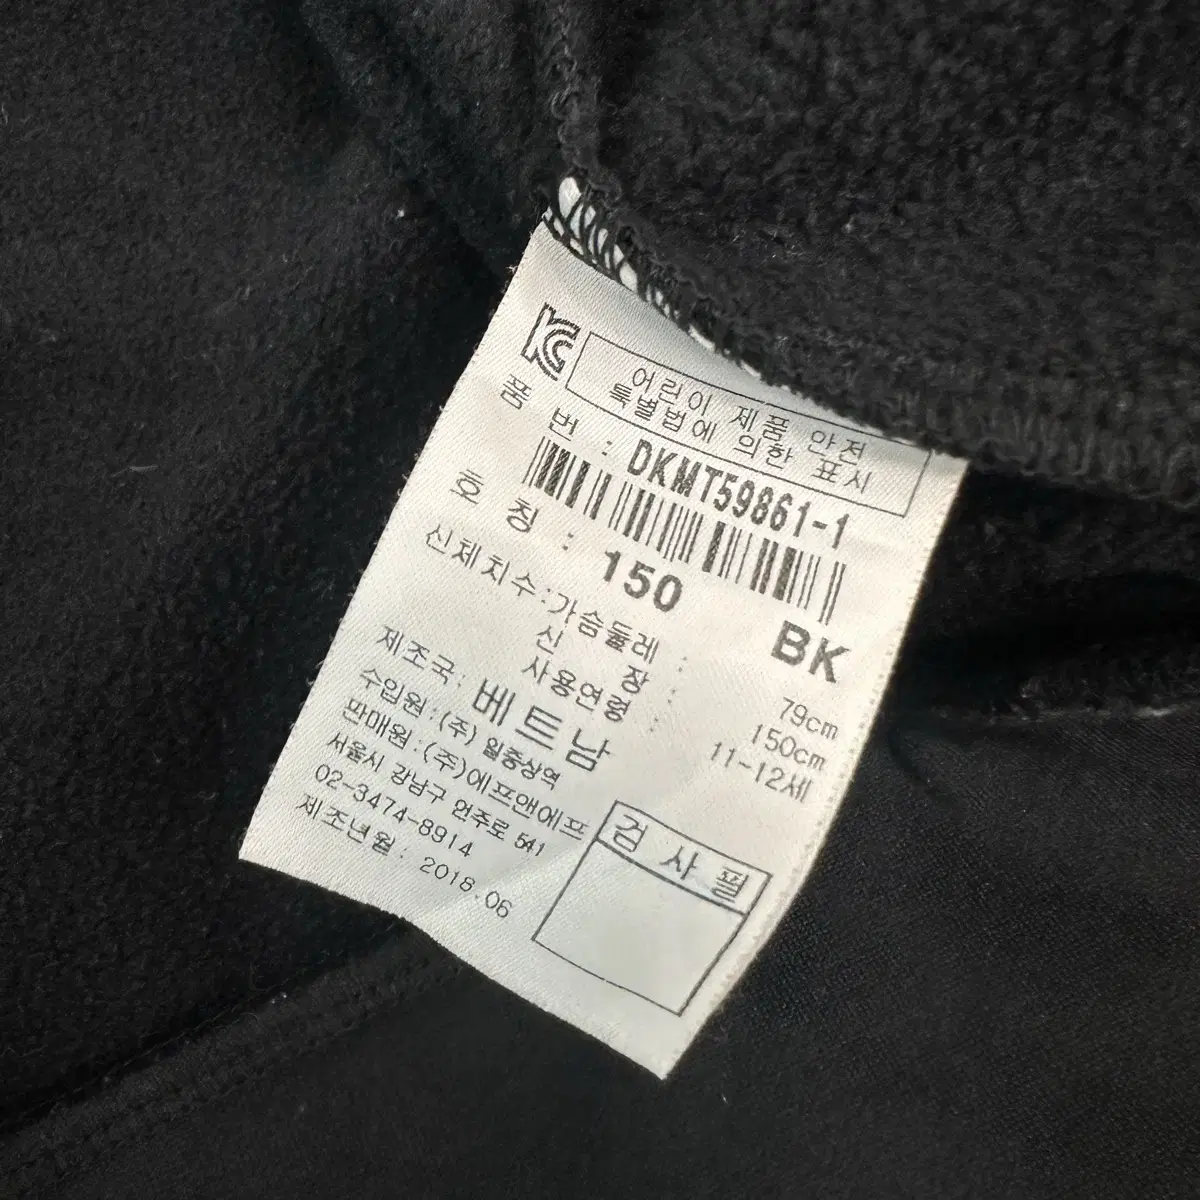 KC 어린이 제품 안전
특별법에 의한 표시
품 번 : DKMT59861-1
호 칭 : 150 BK
신체치수 : 가슴둘레 : 79cm
신 장 : 150cm
사용연령 : 11-12세
제조국 : 베트남
수입원 : (주) 일중상역
판매원 : (주)에프앤에프
서울시 강남구 언주로 541
02-3474-8914
제조년월 : 2018.06
검 사 필